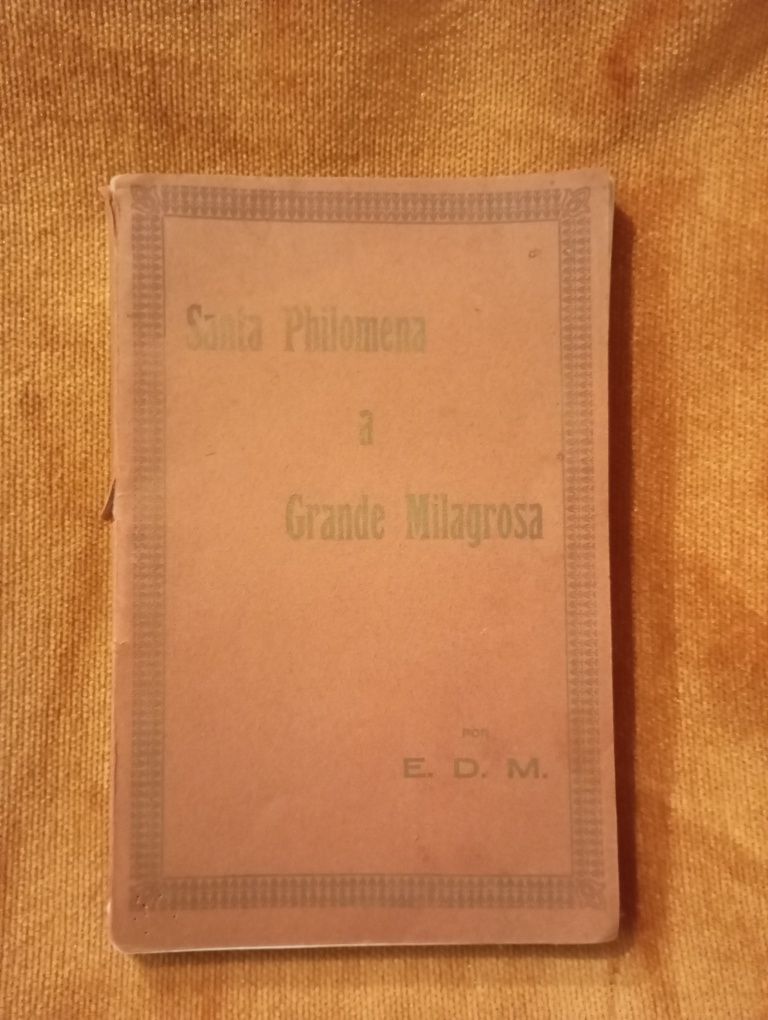 Santa Philomena
a
Grande Milagrosa
POR
E. D. M.